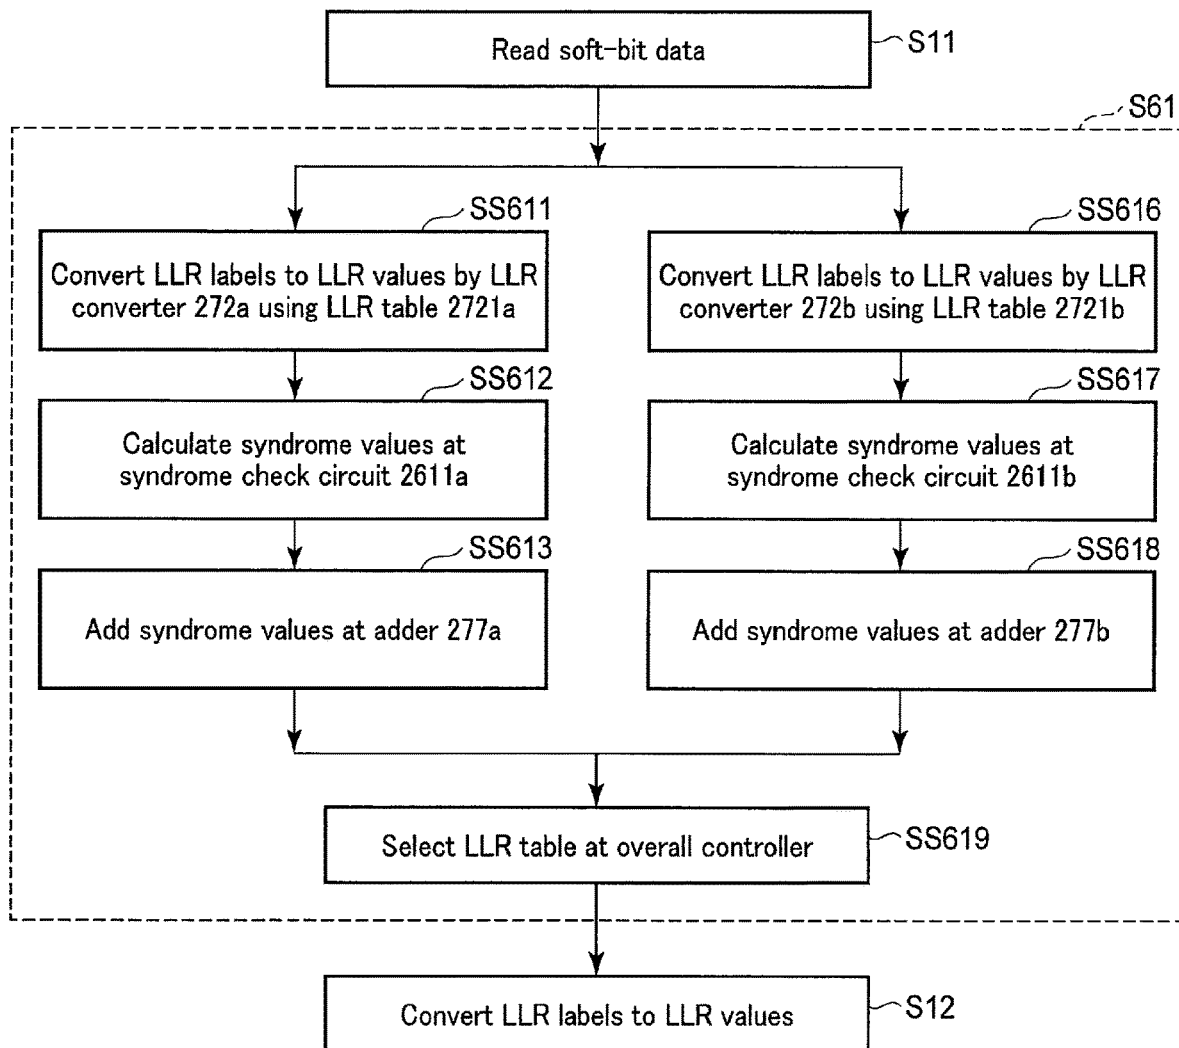 Read soft-bit data
S11
S61
SS611
Convert LLR labels to LLR values by LLR
converter 272a using LLR table 2721a
SS612
Calculate syndrome values at
syndrome check circuit 2611a
SS613
Add syndrome values at adder 277a
SS616
Convert LLR labels to LLR values by LLR
converter 272b using LLR table 2721b
SS617
Calculate syndrome values at
syndrome check circuit 2611b
SS618
Add syndrome values at adder 277b
Select LLR table at overall controller
SS619
Convert LLR labels to LLR values
S12